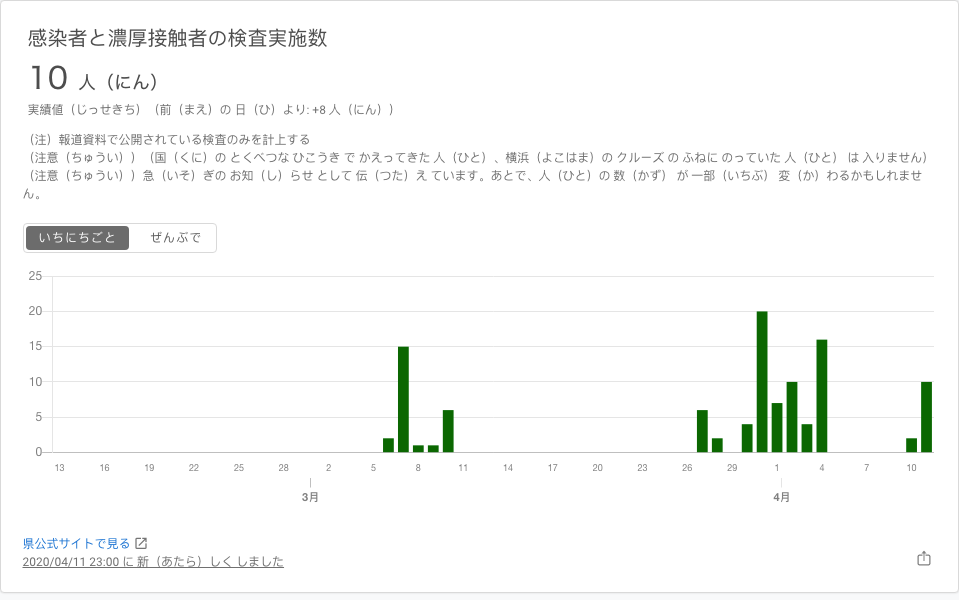 感染者と濃厚接触者の検査実施数
10 人（にん）
実績値（じっせきち）（前（まえ）の 日（ひ）より: +8 人（にん））
（注）報道資料で公開されている検査のみを計上する
（注意（ちゅうい））（国（くに）の とくべつな ひこうき で かえってきた 人（ひと）、横浜（よこはま）の クルーズ の ふねに のっていた 人（ひと） は 入りません）
（注意（ちゅうい））急（いそ）ぎの お知（し）らせ として 伝（つた）え ています。あとで、人（ひと）の 数（かず） が 一部（いちぶ） 変（か）わるかもしれませ
ん。
いちにちごと ぜんぶで
25
20
15
10
5
0
13 16 19 22 25 28 2 5 8 11 14 17 20 23 26 29 1 4 7 10
3月 4月
県公式サイトで見る
2020/04/11 23:00 に 新（あたら）しく しました